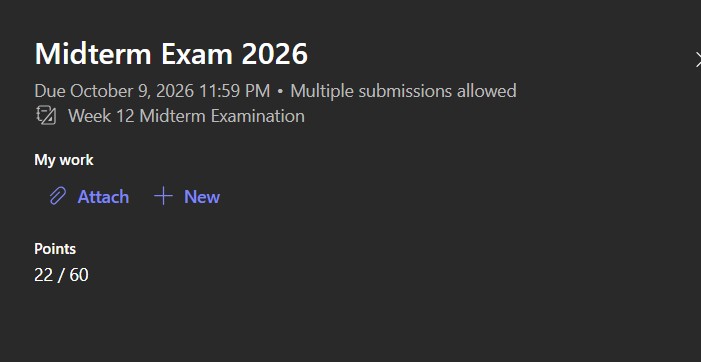 Midterm Exam 2026
Due October 9, 2026 11:59 PM • Multiple submissions allowed
Week 12 Midterm Examination
My work
Attach New
Points
22 / 60